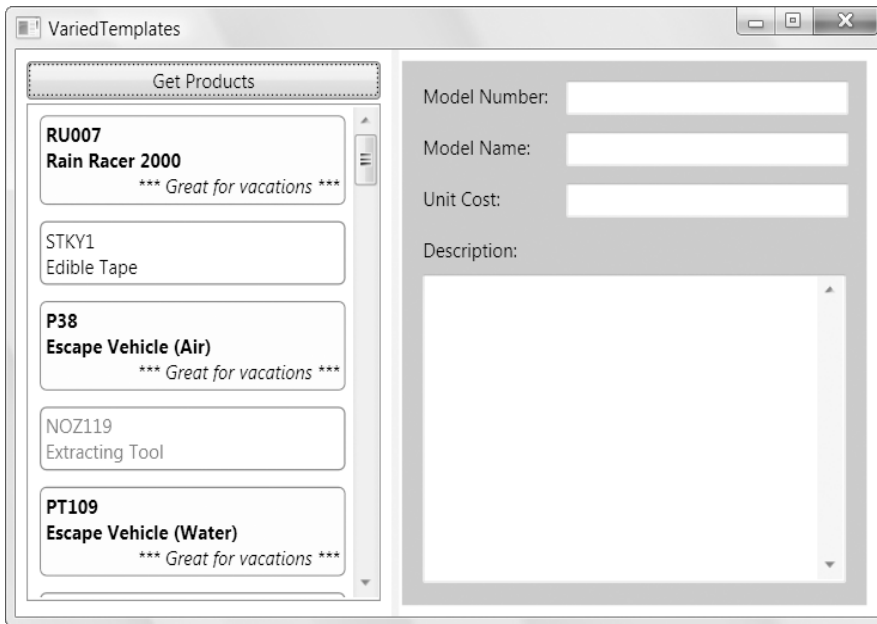 VariedTemplates
Get Products
RU007
Rain Racer 2000
*** Great for vacations ***
STKY1
Edible Tape
P38
Escape Vehicle (Air)
*** Great for vacations ***
NOZ119
Extracting Tool
PT109
Escape Vehicle (Water)
*** Great for vacations ***
Model Number:
Model Name:
Unit Cost:
Description: